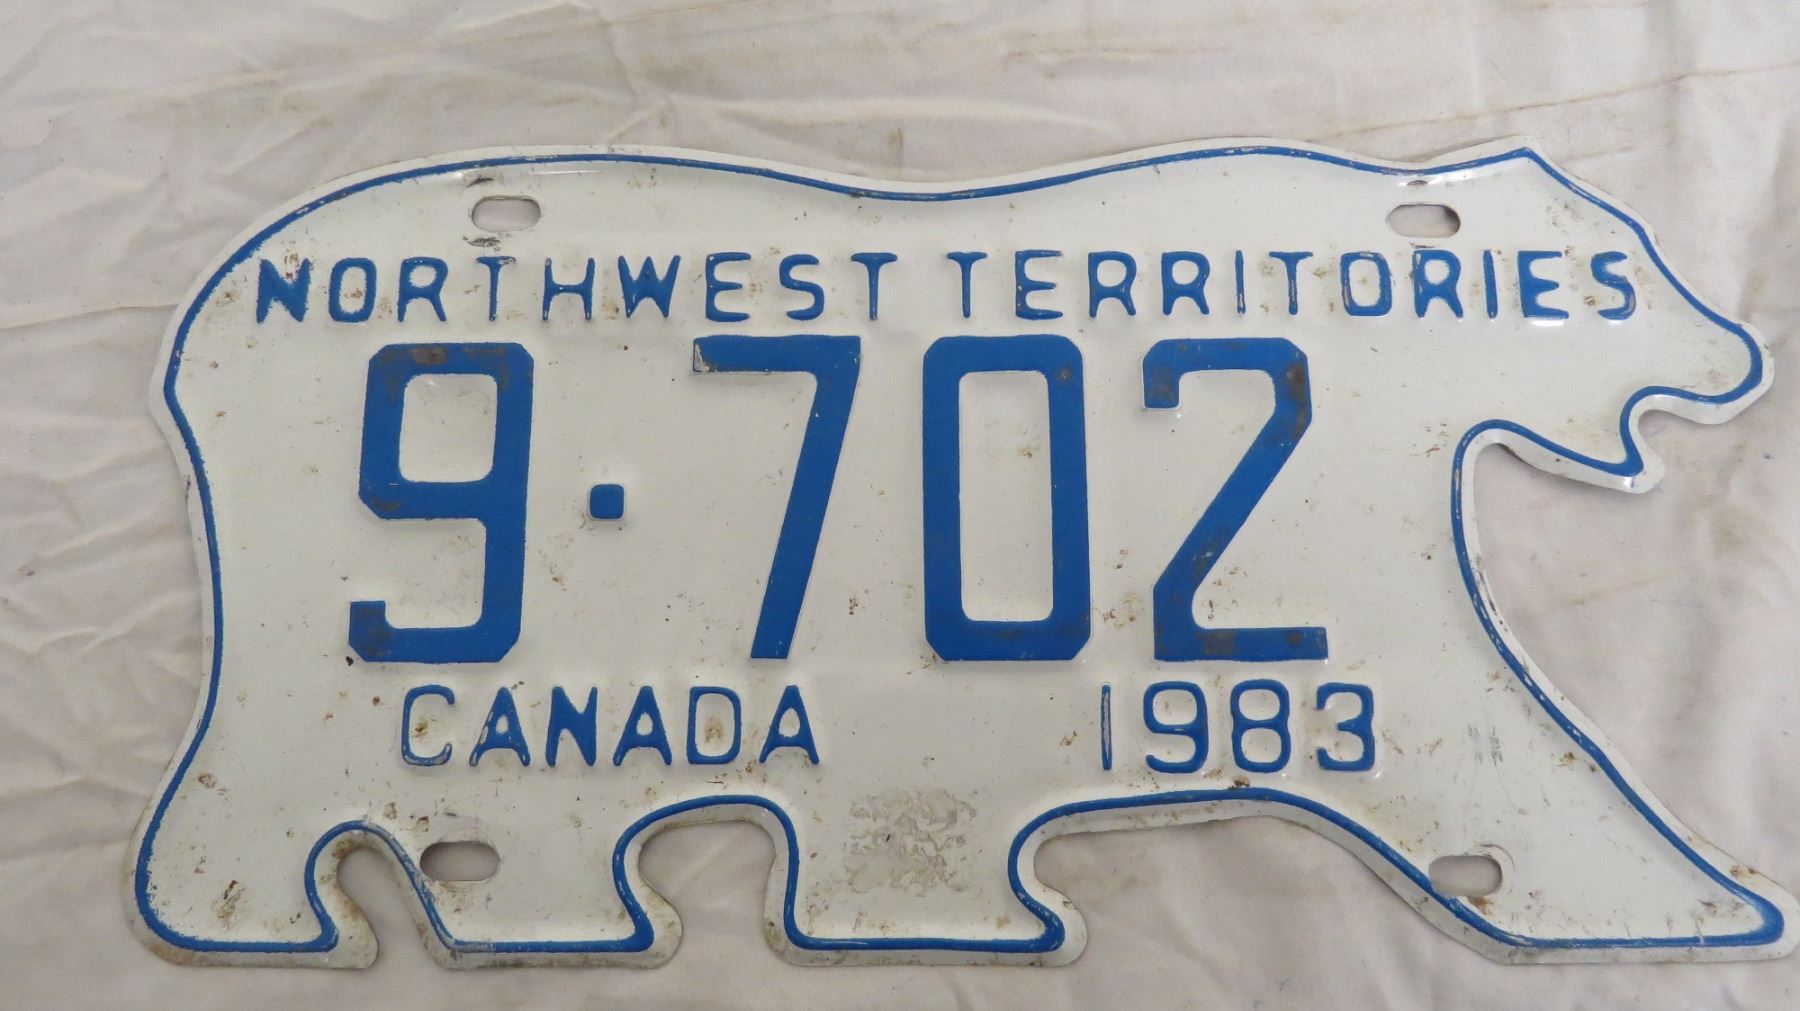 NORTHWEST TERRITORIES
9·702
CANADA 1983